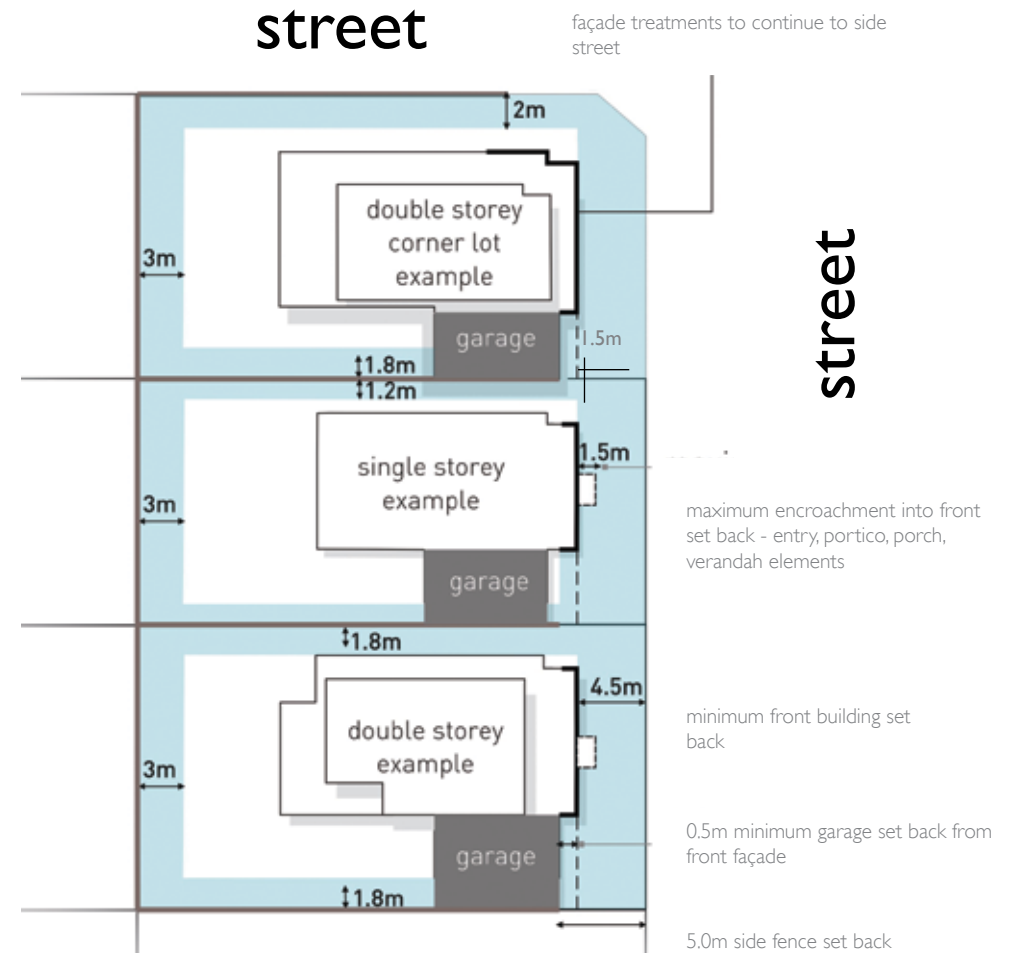 street
façade treatments to continue to side
street
2m
double storey
corner lot
example
3m
street
garage
1.5m
1.8m
1.2m
single storey
example
1.5m
3m
maximum encroachment into front
set back - entry, portico, porch,
verandah elements
garage
1.8m
4.5m
minimum front building set
back
double storey
example
3m
0.5m minimum garage set back from
front façade
garage
1.8m
5.0m side fence set back